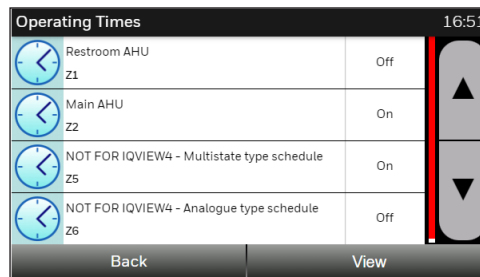 Operating Times 16:51
Restroom AHU
Z1
Off
Main AHU
Z2
On
NOT FOR IQVIEW4 - Multistate type schedule
Z5
On
NOT FOR IQVIEW4 - Analogue type schedule
Z6
Off
Back View